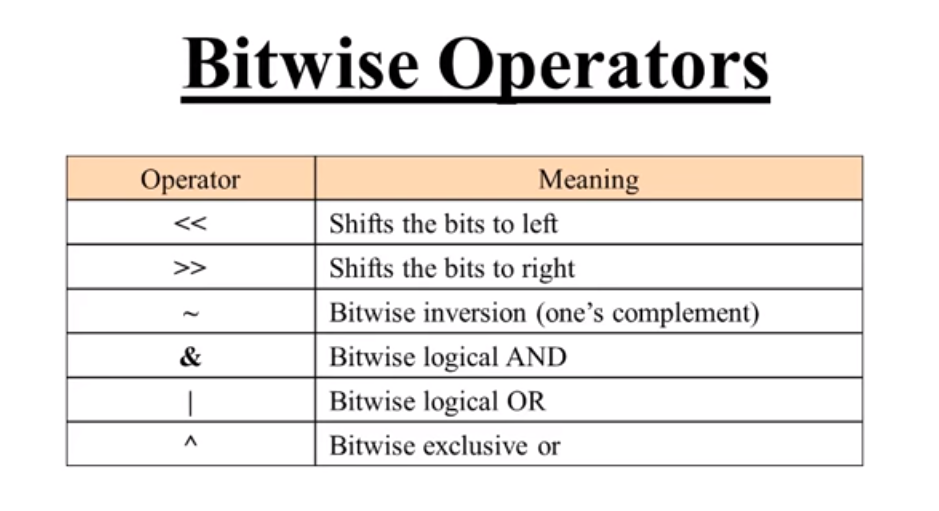 Bitwise Operators
Operator Meaning
<< Shifts the bits to left
>> Shifts the bits to right
~ Bitwise inversion (one’s complement)
& Bitwise logical AND
| Bitwise logical OR
^ Bitwise exclusive or